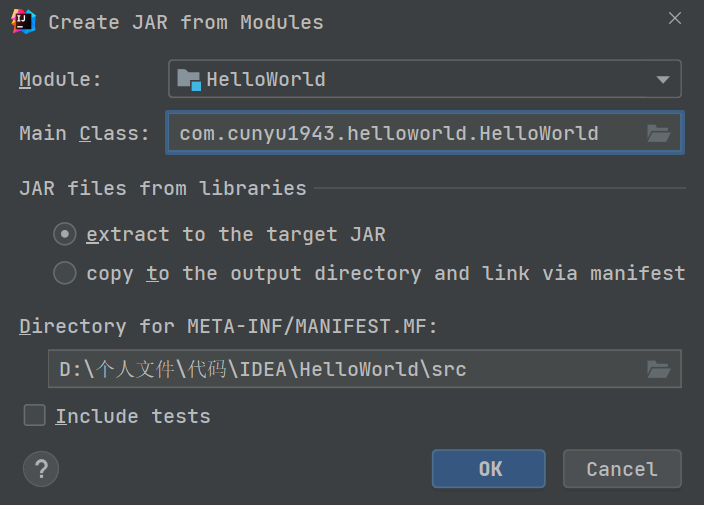 Create JAR from Modules
Module: HelloWorld
Main Class: com.cunyu1943.helloworld.HelloWorld
JAR files from libraries
extract to the target JAR
copy to the output directory and link via manifest
Directory for META-INF/MANIFEST.MF:
D:\个人文件\代码\IDEA\HelloWorld\src
Include tests
? OK Cancel